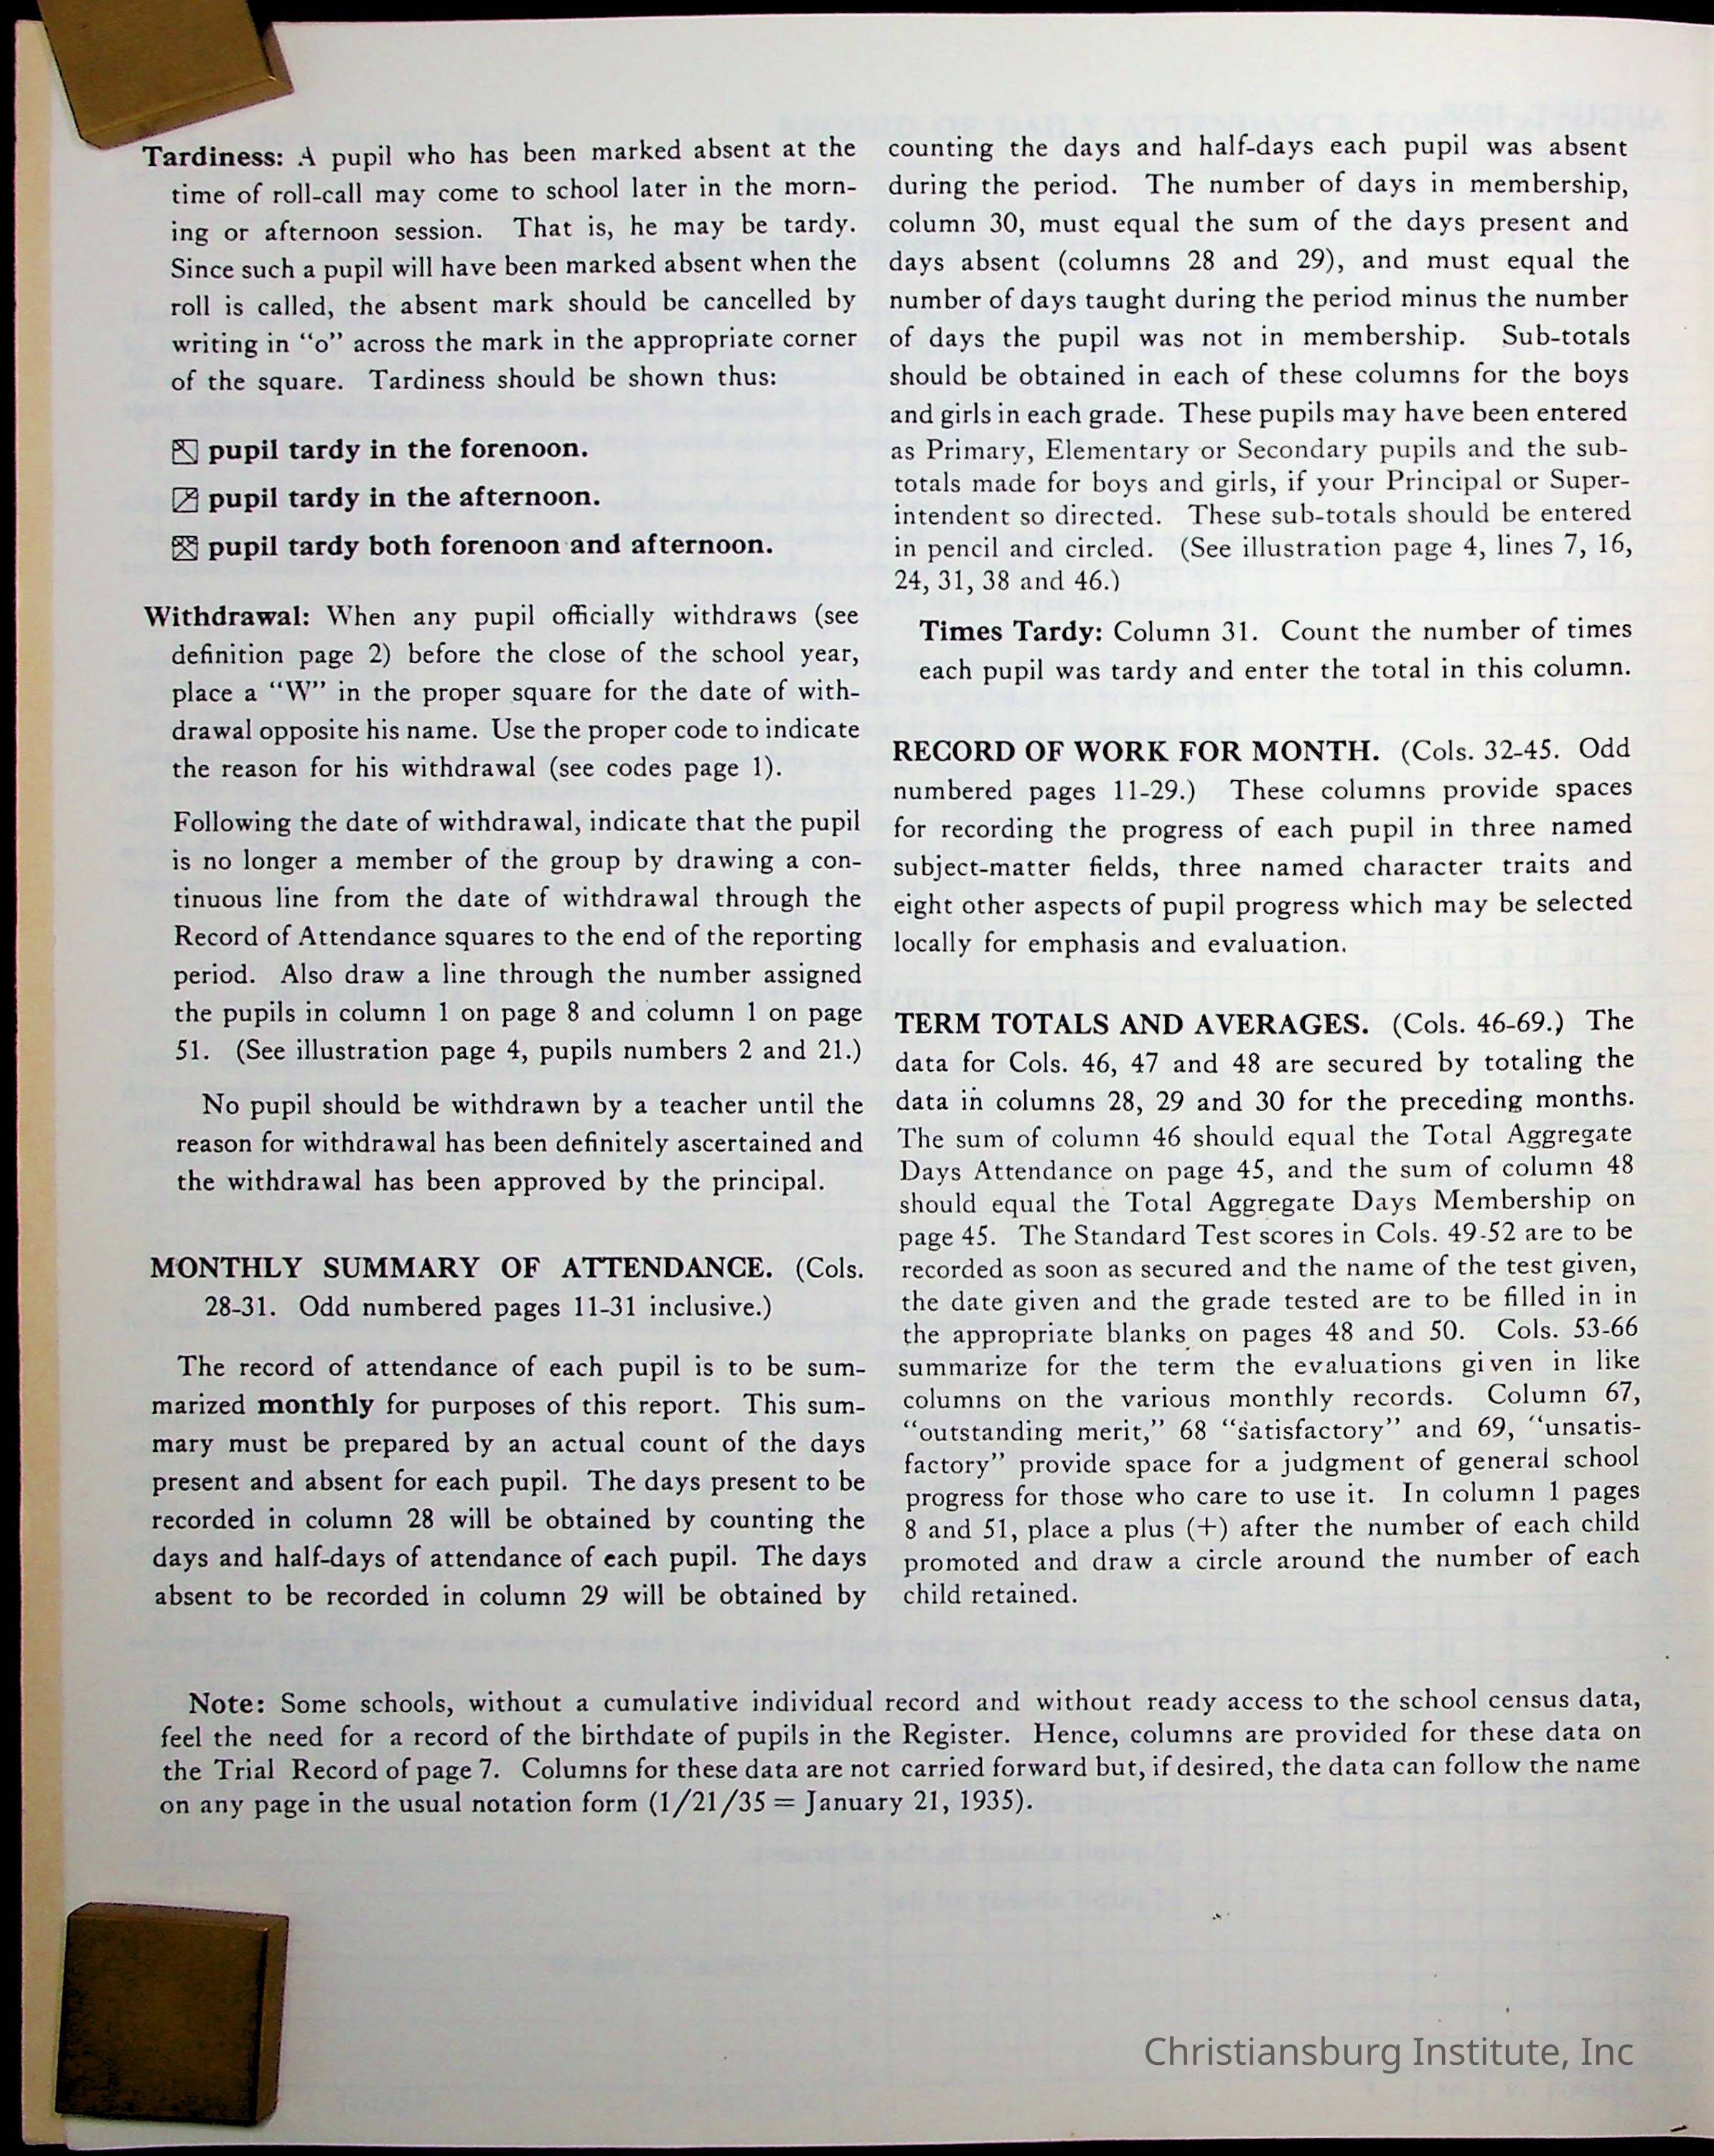 Tardiness: A pupil who has been marked absent at the
time of roll-call may come to school later in the morn-
ing or afternoon session. That is, he may be tardy.
Since such a pupil will have been marked absent when the
roll is called, the absent mark should be cancelled by
writing in “o” across the mark in the appropriate corner
of the square. Tardiness should be shown thus:
pupil tardy in the forenoon.
pupil tardy in the afternoon.
pupil tardy both forenoon and afternoon.
Withdrawal: When any pupil officially withdraws (see
definition page 2) before the close of the school year,
place a “W” in the proper square for the date of with-
drawal opposite his name. Use the proper code to indicate
the reason for his withdrawal (see codes page 1).
Following the date of withdrawal, indicate that the pupil
is no longer a member of the group by drawing a con-
tinuous line from the date of withdrawal through the
Record of Attendance squares to the end of the reporting
period. Also draw a line through the number assigned
the pupils in column 1 on page 8 and column 1 on page
51. (See illustration page 4, pupils numbers 2 and 21.)
No pupil should be withdrawn by a teacher until the
reason for withdrawal has been definitely ascertained and
the withdrawal has been approved by the principal.
MONTHLY SUMMARY OF ATTENDANCE. (Cols.
28-31. Odd numbered pages 11-31 inclusive.)
The record of attendance of each pupil is to be sum-
marized monthly for purposes of this report. This sum-
mary must be prepared by an actual count of the days
present and absent for each pupil. The days present to be
recorded in column 28 will be obtained by counting the
days and half-days of attendance of each pupil. The days
absent to be recorded in column 29 will be obtained by
counting the days and half-days each pupil was absent
during the period. The number of days in membership,
column 30, must equal the sum of the days present and
days absent (columns 28 and 29), and must equal the
number of days taught during the period minus the number
of days the pupil was not in membership. Sub-totals
should be obtained in each of these columns for the boys
and girls in each grade. These pupils may have been entered
as Primary, Elementary or Secondary pupils and the sub-
totals made for boys and girls, if your Principal or Super-
intendent so directed. These sub-totals should be entered
in pencil and circled. (See illustration page 4, lines 7, 16,
24, 31, 38 and 46.)
Times Tardy: Column 31. Count the number of times
each pupil was tardy and enter the total in this column.
RECORD OF WORK FOR MONTH. (Cols. 32-45. Odd
numbered pages 11-29.) These columns provide spaces
for recording the progress of each pupil in three named
subject-matter fields, three named character traits and
eight other aspects of pupil progress which may be selected
locally for emphasis and evaluation.
TERM TOTALS AND AVERAGES. (Cols. 46-69.) The
data for Cols. 46, 47 and 48 are secured by totaling the
data in columns 28, 29 and 30 for the preceding months.
The sum of column 46 should equal the Total Aggregate
Days Attendance on page 45, and the sum of column 48
should equal the Total Aggregate Days Membership on
page 45. The Standard Test scores in Cols. 49-52 are to be
recorded as soon as secured and the name of the test given,
the date given and the grade tested are to be filled in in
the appropriate blanks on pages 48 and 50. Cols. 53-66
summarize for the term the evaluations given in like
columns on the various monthly records. Column 67,
“outstanding merit,” 68 “satisfactory” and 69, “unsatis-
factory” provide space for a judgment of general school
progress for those who care to use it. In column 1 pages
8 and 51, place a plus (+) after the number of each child
promoted and draw a circle around the number of each
child retained.
Note: Some schools, without a cumulative individual record and without ready access to the school census data,
feel the need for a record of the birthdate of pupils in the Register. Hence, columns are provided for these data on
the Trial Record of page 7. Columns for these data are not carried forward but, if desired, the data can follow the name
on any page in the usual notation form (1/21/35 = January 21, 1935).
Christiansburg Institute, Inc